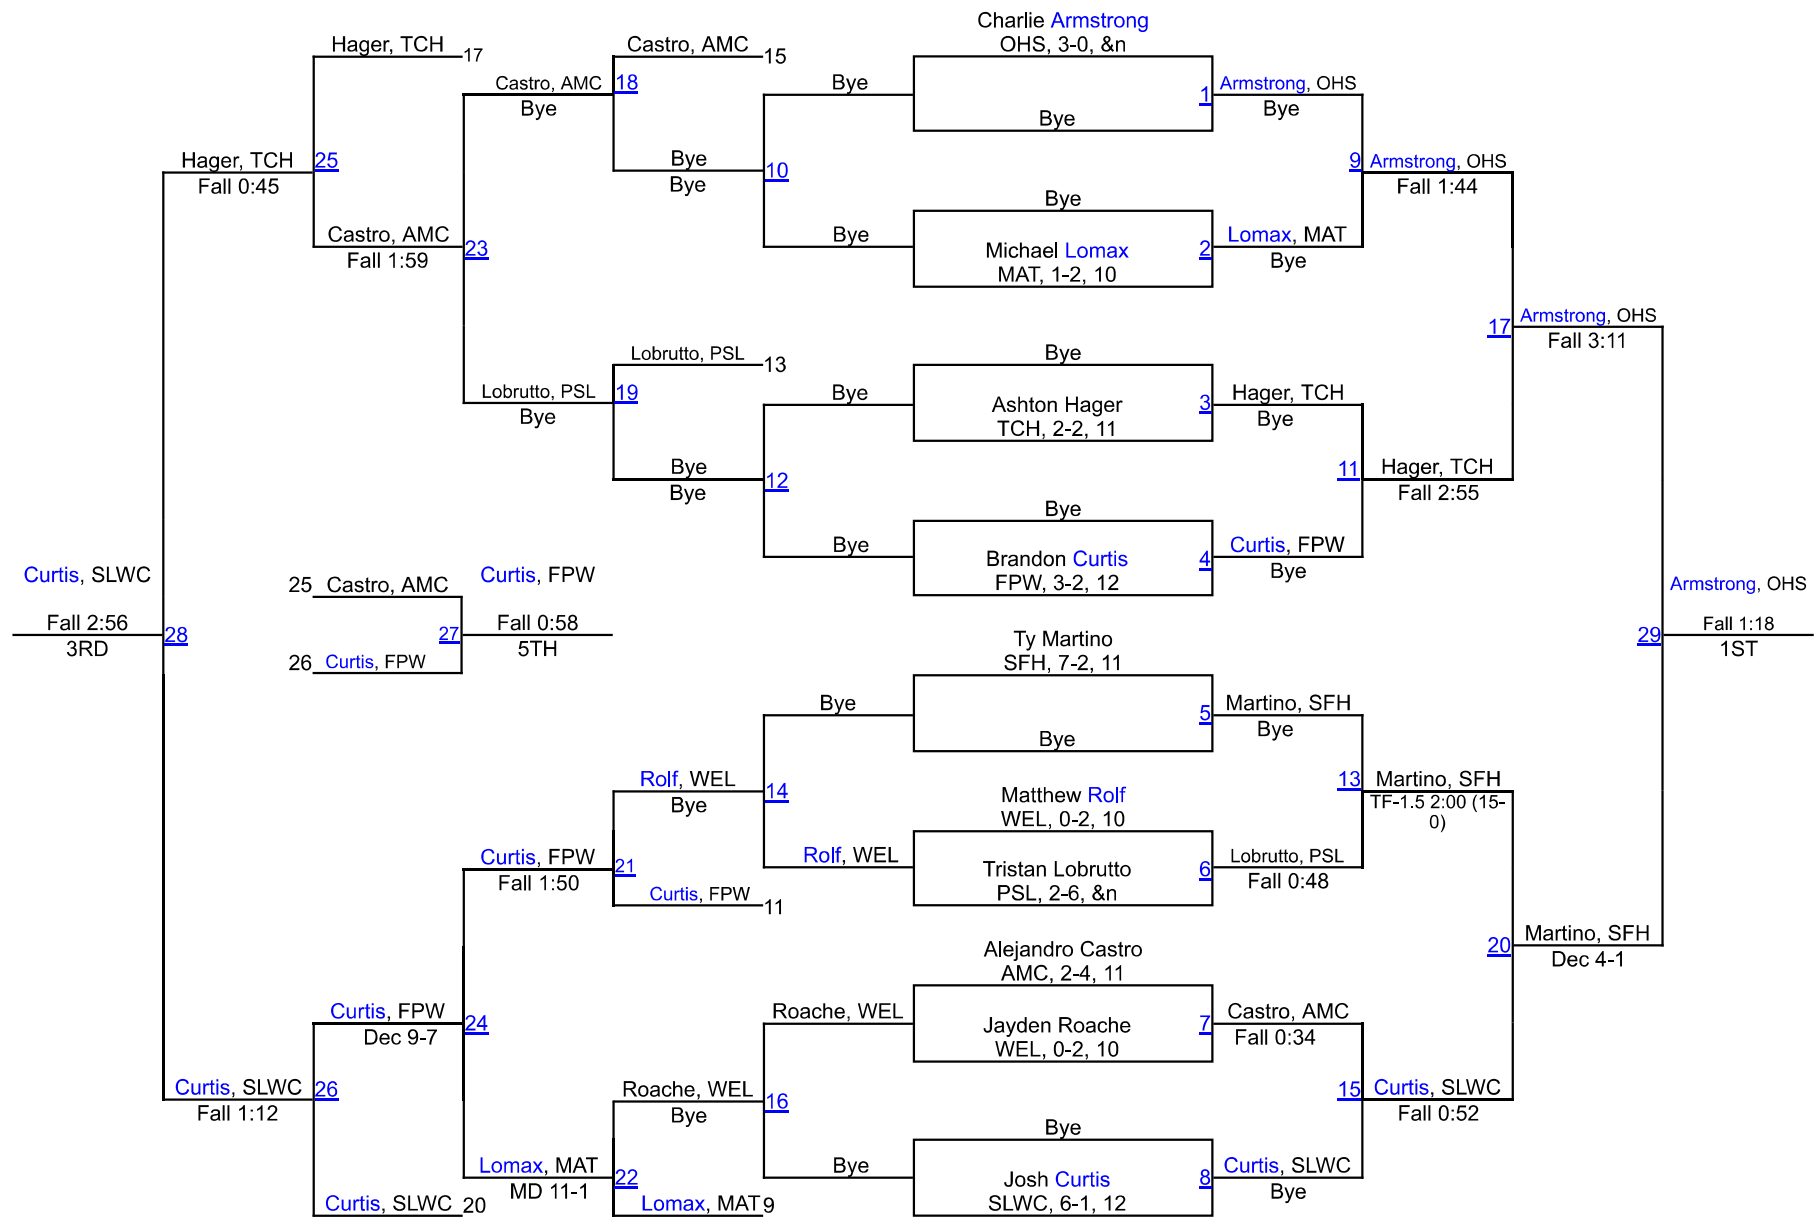 Charlie Armstrong
OHS, 3-0, &n
Hager, TCH
17
Castro, AMC
15
Castro, AMC
Bye
18
Bye
1
Armstrong, OHS
Bye
Bye
Hager, TCH
Fall 0:45
25
Bye
Bye
10
9
Armstrong, OHS
Fall 1:44
Bye
Castro, AMC
Fall 1:59
23
Bye
Michael Lomax
MAT, 1-2, 10
2
Lomax, MAT
Bye
17
Armstrong, OHS
Fall 3:11
Lobrutto, PSL
13
Bye
Lobrutto, PSL
Bye
19
Bye
Ashton Hager
TCH, 2-2, 11
3
Hager, TCH
Bye
Bye
Bye
12
11
Hager, TCH
Fall 2:55
Bye
Bye
Brandon Curtis
FPW, 3-2, 12
4
Curtis, FPW
Bye
Curtis, SLWC
Fall 2:56
3RD
28
25
Castro, AMC
26
Curtis, FPW
27
Curtis, FPW
Fall 0:58
5TH
Armstrong, OHS
29
Fall 1:18
1ST
Ty Martino
SFH, 7-2, 11
Bye
5
Martino, SFH
Bye
Bye
Rolf, WEL
Bye
14
Matthew Rolf
WEL, 0-2, 10
13
Martino, SFH
TF-1.5 2:00 (15-
0)
Curtis, FPW
Fall 1:50
21
Rolf, WEL
Tristan Lobrutto
PSL, 2-6, &n
6
Lobrutto, PSL
Fall 0:48
Curtis, FPW
11
Alejandro Castro
AMC, 2-4, 11
20
Martino, SFH
Dec 4-1
Curtis, FPW
Dec 9-7
24
Roache, WEL
Jayden Roache
WEL, 0-2, 10
7
Castro, AMC
Fall 0:34
Curtis, SLWC
Fall 1:12
26
Roache, WEL
Bye
16
15
Curtis, SLWC
Fall 0:52
Bye
Lomax, MAT
MD 11-1
22
Bye
Josh Curtis
SLWC, 6-1, 12
8
Curtis, SLWC
Bye
Curtis, SLWC
20
Lomax, MAT
9